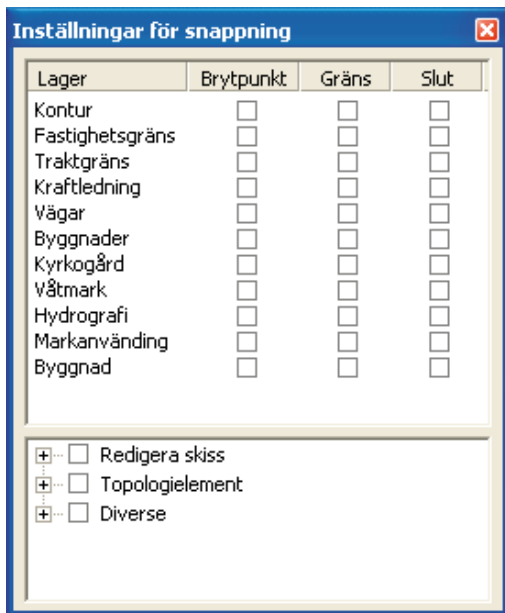 Inställningar för snappning
Lager Brytpunkt Gräns Slut
Kontur
Fastighetsgräns
Traktgräns
Kraftledning
Vägar
Byggnader
Kyrkogård
Våtmark
Hydrografi
Markanvänding
Byggnad
Redigera skiss
Topologielement
Diverse